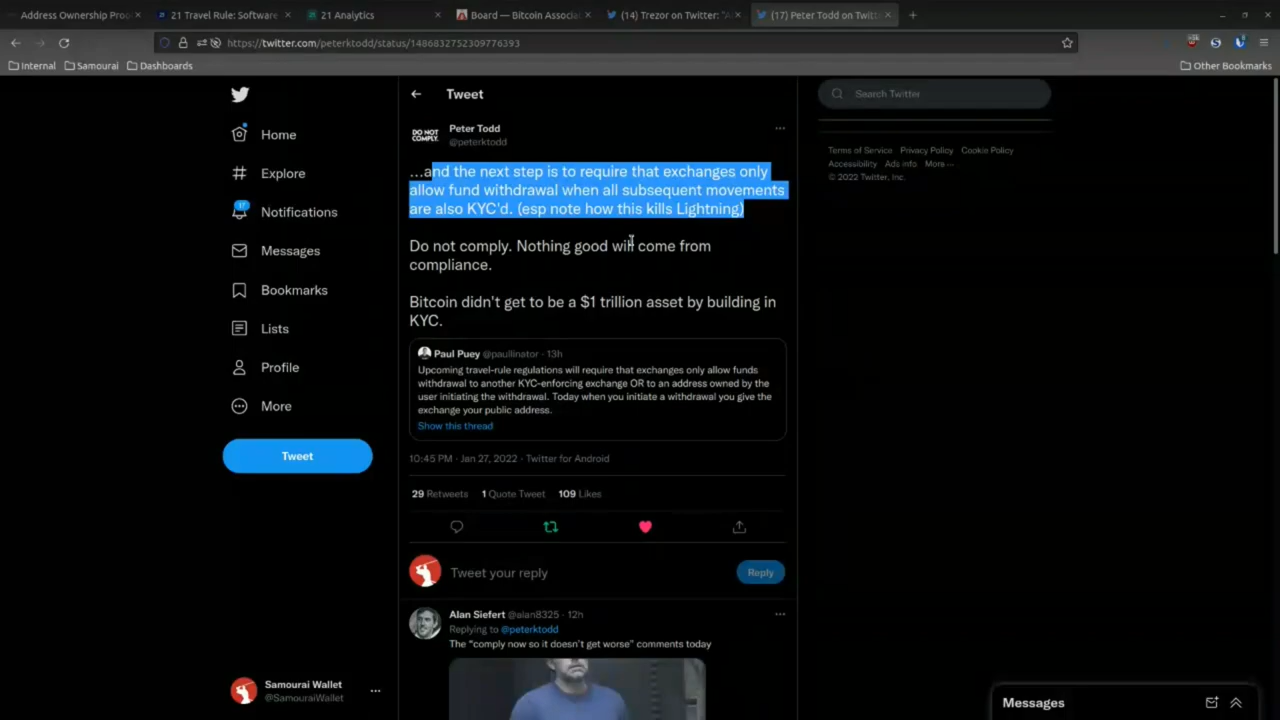 Address Ownership Proo
21 Travel Rule: Software
21 Analytics
Board — Bitcoin Associa
(14) Trezor on Twitter: "A
(17) Peter Todd on Twitt
https://twitter.com/peterktodd/status/1486832752309776393
Internal
Samourai
Dashboards
Other Bookmarks
Home
Explore
Notifications
17
Messages
Bookmarks
Lists
Profile
More
Tweet
Samourai Wallet
@SamouraiWallet
Tweet
DO NOT
COMPLY.
Peter Todd
@peterktodd
...and the next step is to require that exchanges only
allow fund withdrawal when all subsequent movements
are also KYC'd. (esp note how this kills Lightning)
Do not comply. Nothing good will come from
compliance.
Bitcoin didn't get to be a $1 trillion asset by building in
KYC.
Paul Puey @paullinator · 13h
Upcoming travel-rule regulations will require that exchanges only allow funds
withdrawal to another KYC-enforcing exchange OR to an address owned by the
user initiating the withdrawal. Today when you initiate a withdrawal you give the
exchange your public address.
Show this thread
10:45 PM · Jan 27, 2022 · Twitter for Android
29 Retweets 1 Quote Tweet 109 Likes
Tweet your reply
Reply
Alan Siefert @alan8325 · 12h
Replying to @peterktodd
The “comply now so it doesn’t get worse” comments today
Search Twitter
Terms of Service Privacy Policy Cookie Policy
Accessibility Ads info More ···
© 2022 Twitter, Inc.
Messages